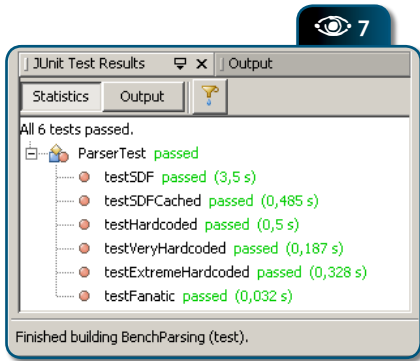 7
JUnit Test Results
Output
Statistics
Output
All 6 tests passed.
ParserTest passed
testSDF passed (3,5 s)
testSDFCached passed (0,485 s)
testHardcoded passed (0,5 s)
testVeryHardcoded passed (0,187 s)
testExtremeHardcoded passed (0,328 s)
testFanatic passed (0,032 s)
Finished building BenchParsing (test).